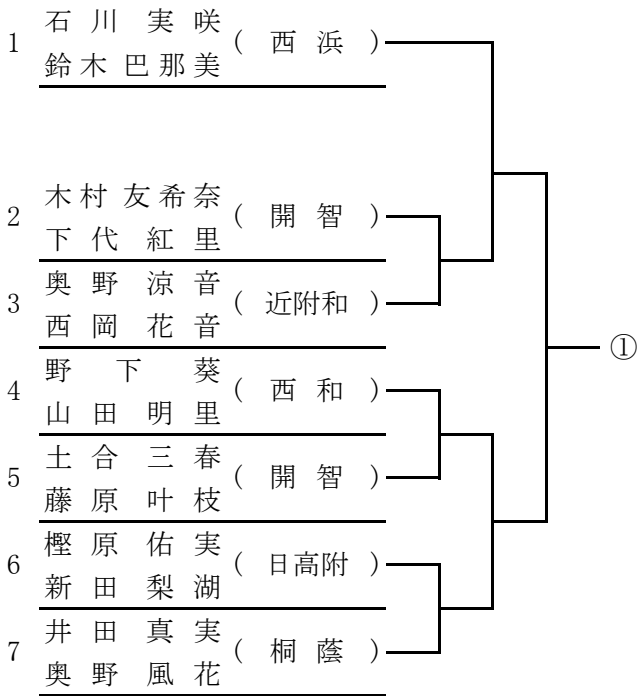 1 石川実咲 (西浜)
鈴木巴那美
2 木村友希奈 (開智)
下代紅里
3 奥野涼音 (近附和)
西岡花音
①
4 野下葵 (西和)
山田明里
5 土合三春 (開智)
藤原叶枝
6 樫原佑実 (日高附)
新田梨湖
7 井田真実 (桐蔭)
奥野風花